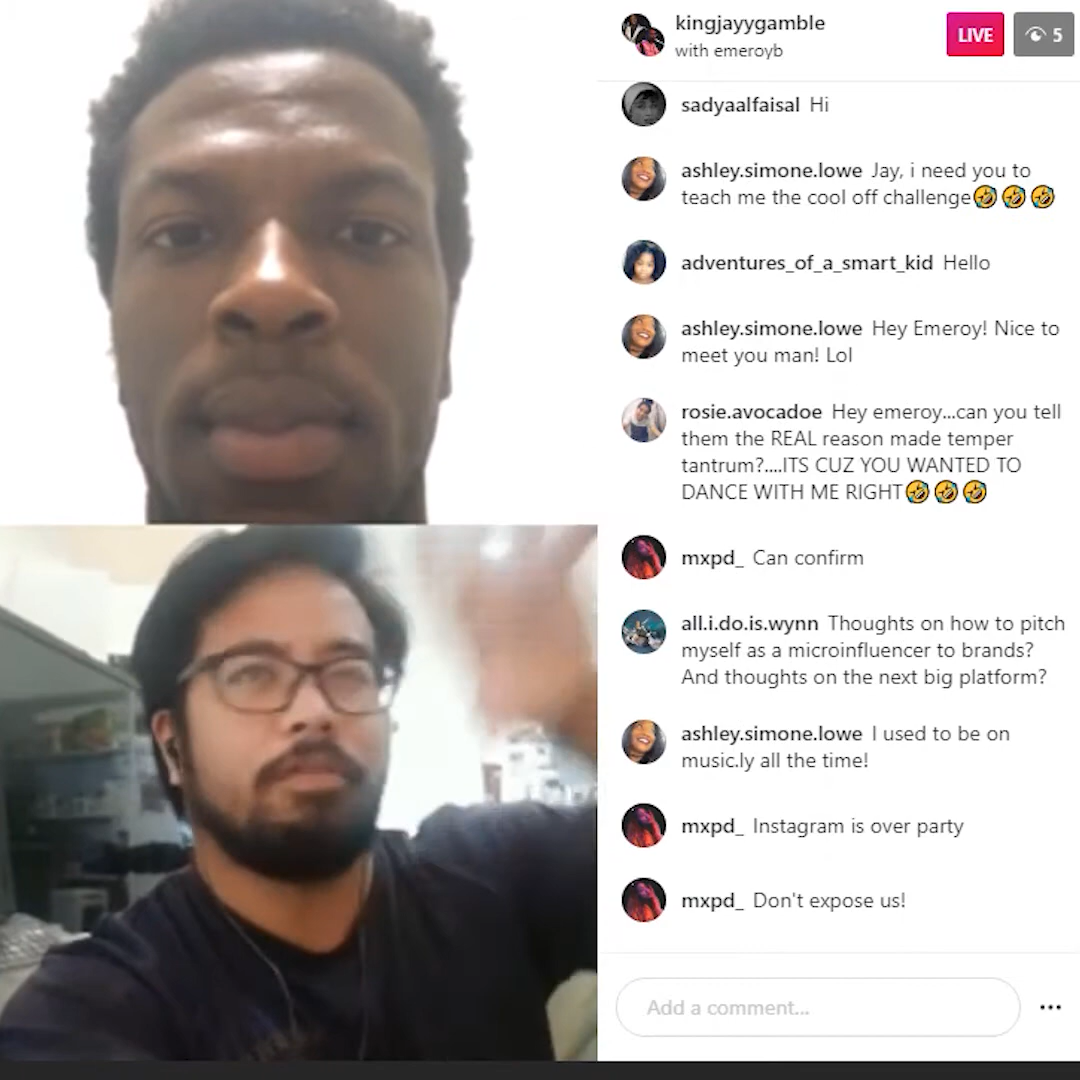 kingjayygamble
with emeroyb
LIVE
5
sadyaalfaisal Hi
ashley.simone.lowe Jay, i need you to
teach me the cool off challenge🤣🤣🤣
adventures_of_a_smart_kid Hello
ashley.simone.lowe Hey Emeroy! Nice to
meet you man! Lol
rosie.avocadoe Hey emeroy...can you tell
them the REAL reason made temper
tantrum?....ITS CUZ YOU WANTED TO
DANCE WITH ME RIGHT🤣🤣🤣
mxpd_ Can confirm
all.i.do.is.wynn Thoughts on how to pitch
myself as a microinfluencer to brands?
And thoughts on the next big platform?
ashley.simone.lowe I used to be on
music.ly all the time!
mxpd_ Instagram is over party
mxpd_ Don't expose us!
Add a comment...